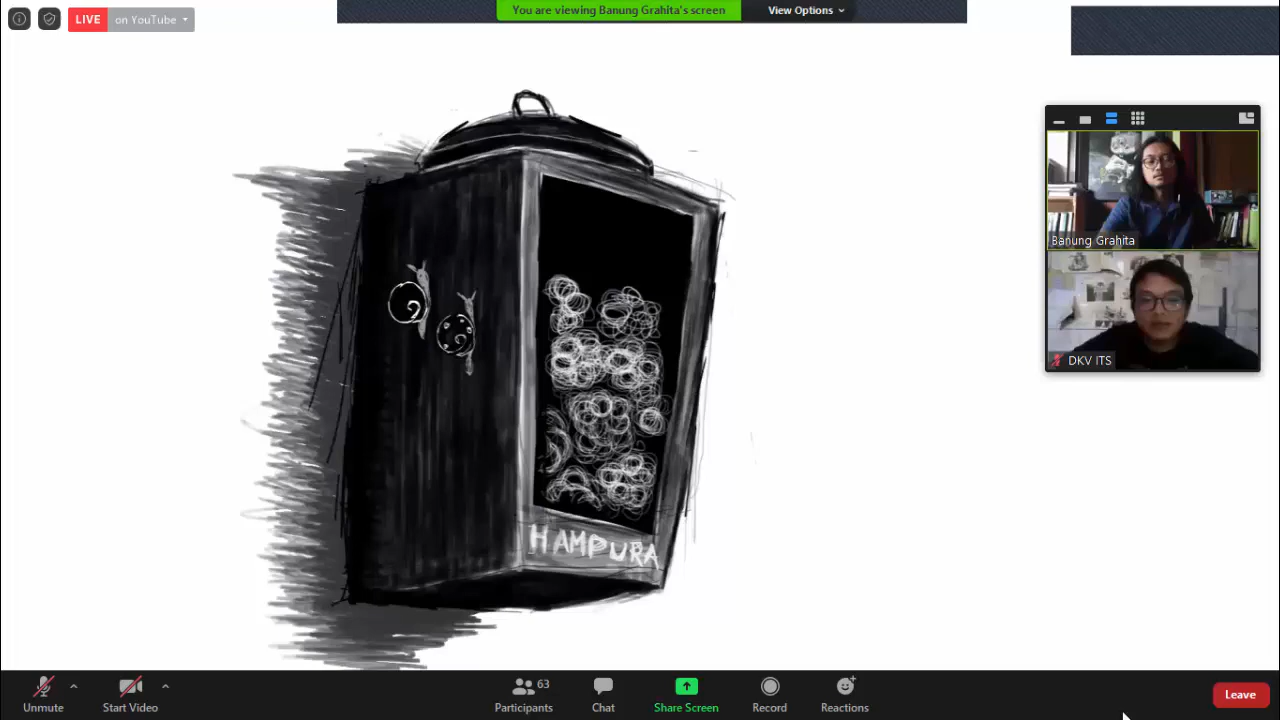 LIVE on YouTube
You are viewing Banung Grahita's screen
View Options
Banung Grahita
DKV ITS
HAMPURA
Unmute
Start Video
63
Participants
Chat
Share Screen
Record
Reactions
Leave